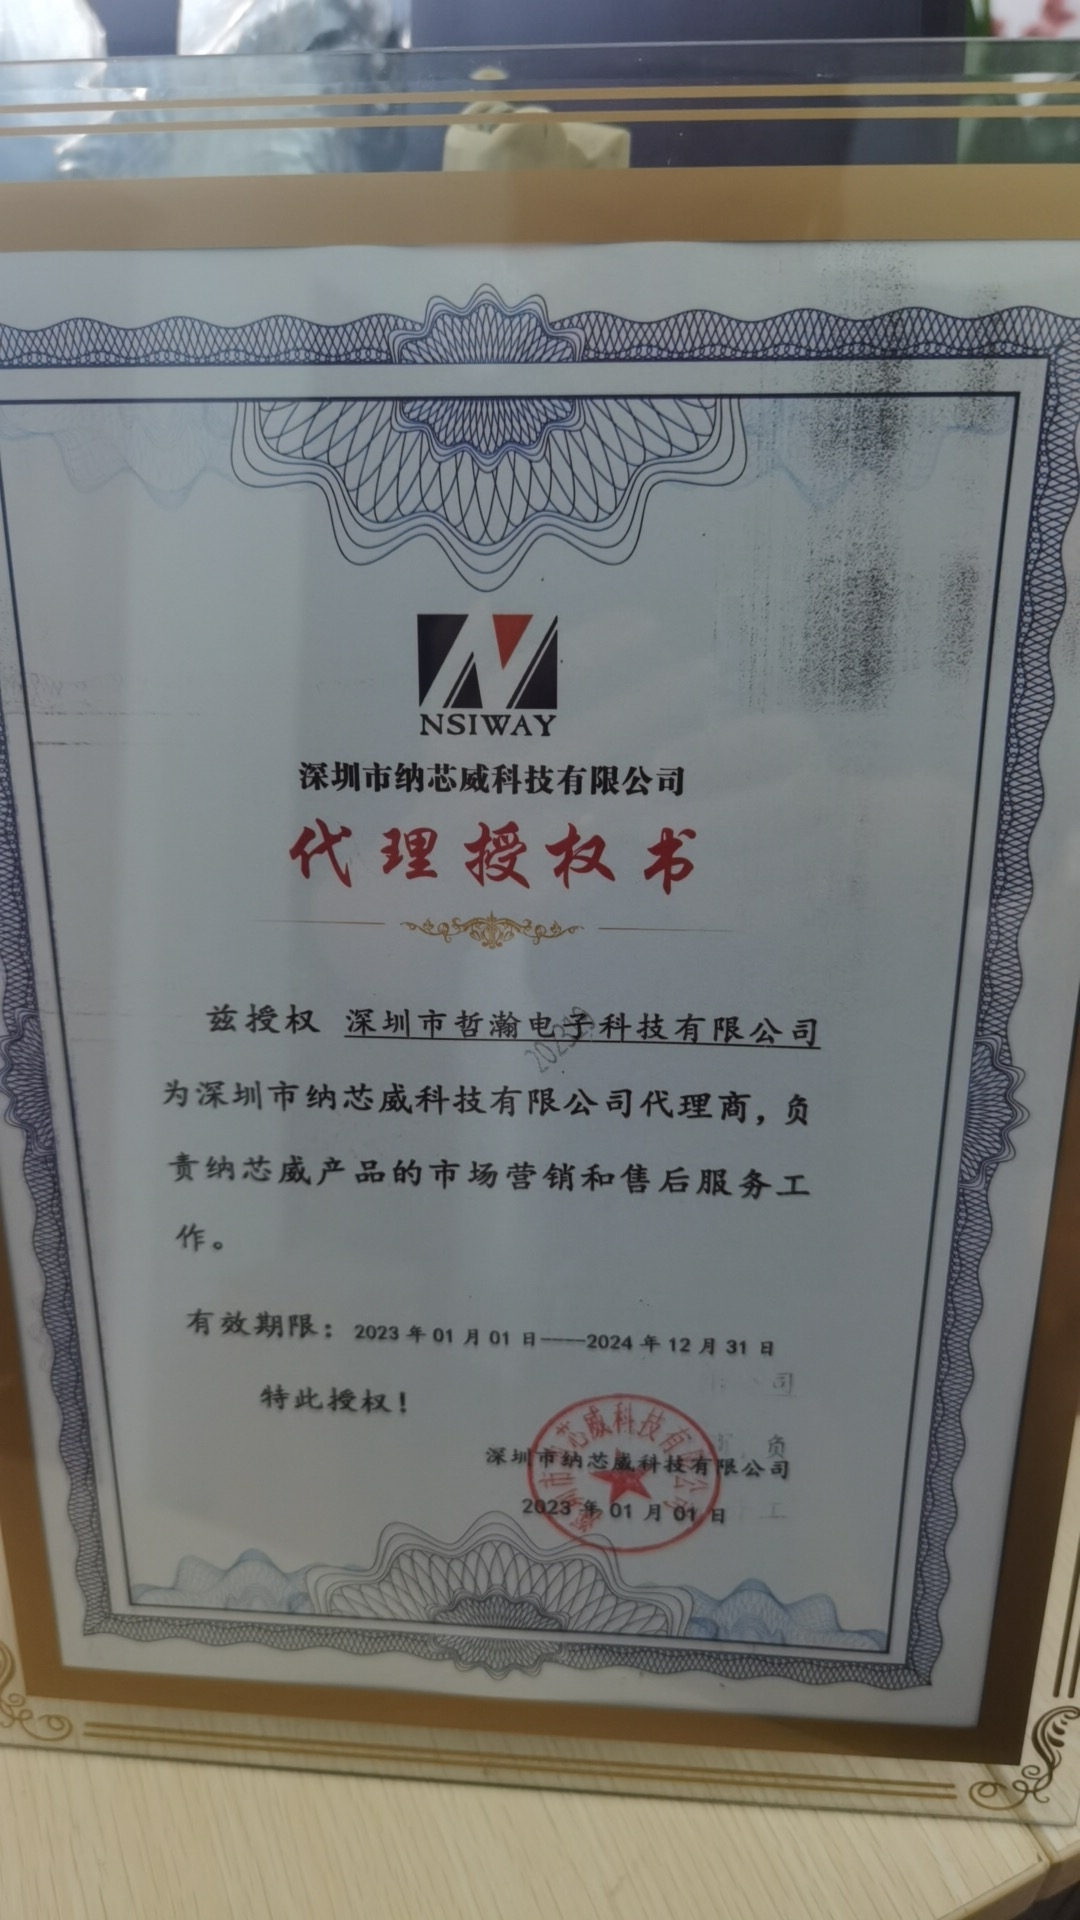 NSIWAY
深圳市纳芯威科技有限公司
代理授权书
兹授权 深圳市哲瀚电子科技有限公司
为深圳市纳芯威科技有限公司代理商，负
责纳芯威产品的市场营销和售后服务工
作。
有效期限：2023年01月01日——2024年12月31日
特此授权！
深圳市纳芯威科技有限公司
2023年01月01日
司
负
工